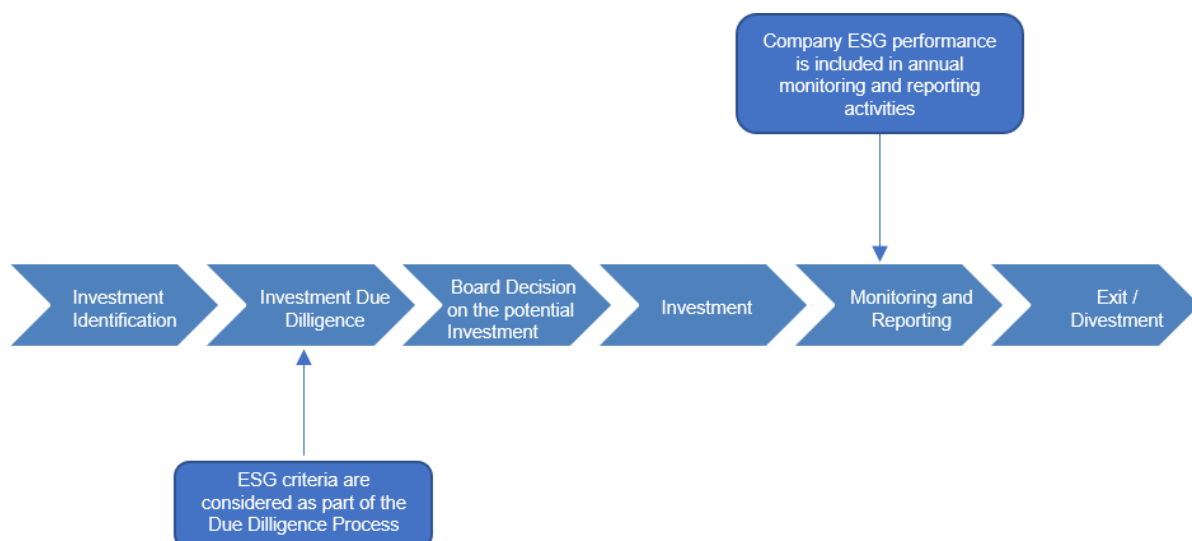 Company ESG performance
is included in annual
monitoring and reporting
activities
Investment
Identification
Investment Due
Dilligence
Board Decision
on the potential
Investment
Investment
Monitoring and
Reporting
Exit /
Divestment
ESG criteria are
considered as part of the
Due Dilligence Process